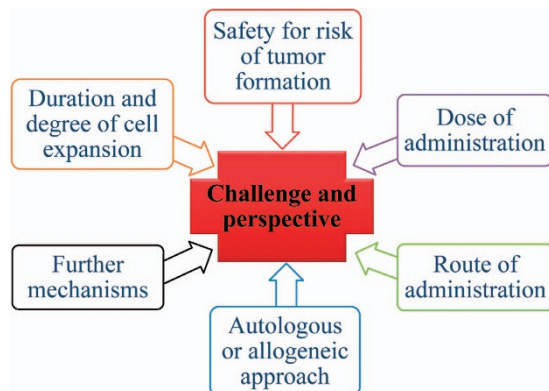 Safety for risk
of tumor
formation
Duration and
degree of cell
expansion
Dose of
administration
Challenge and
perspective
Further
mechanisms
Route of
administration
Autologous
or allogeneic
approach